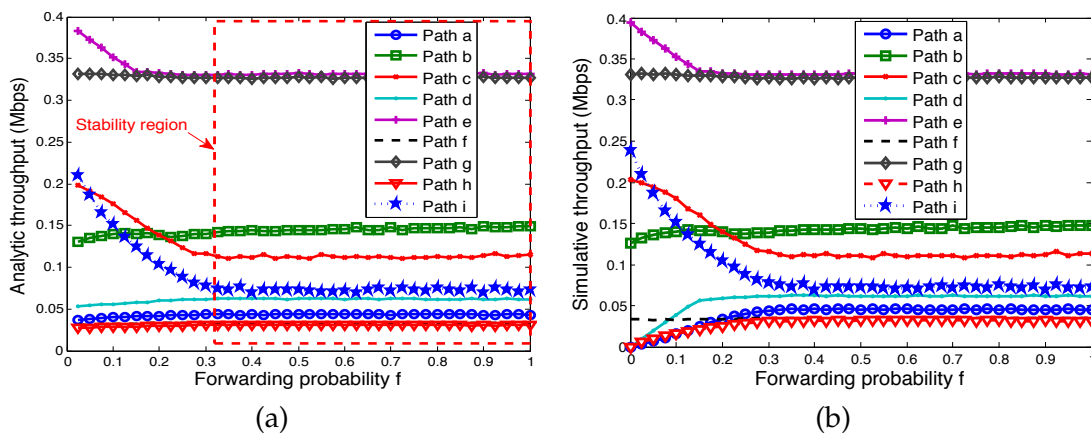 Analytic throughput (Mbps)
0.4
0.35
0.3
0.25
0.2
0.15
0.1
0.05
0
Stability region
Path a
Path b
Path c
Path d
Path e
Path f
Path g
Path h
Path i
0 0.1 0.2 0.3 0.4 0.5 0.6 0.7 0.8 0.9 1
Forwarding probability f
(a)
Simulative throughput (Mbps)
0.4
0.35
0.3
0.25
0.2
0.15
0.1
0.05
0
Path a
Path b
Path c
Path d
Path e
Path f
Path g
Path h
Path i
0 0.1 0.2 0.3 0.4 0.5 0.6 0.7 0.8 0.9 1
Forwarding probability f
(b)